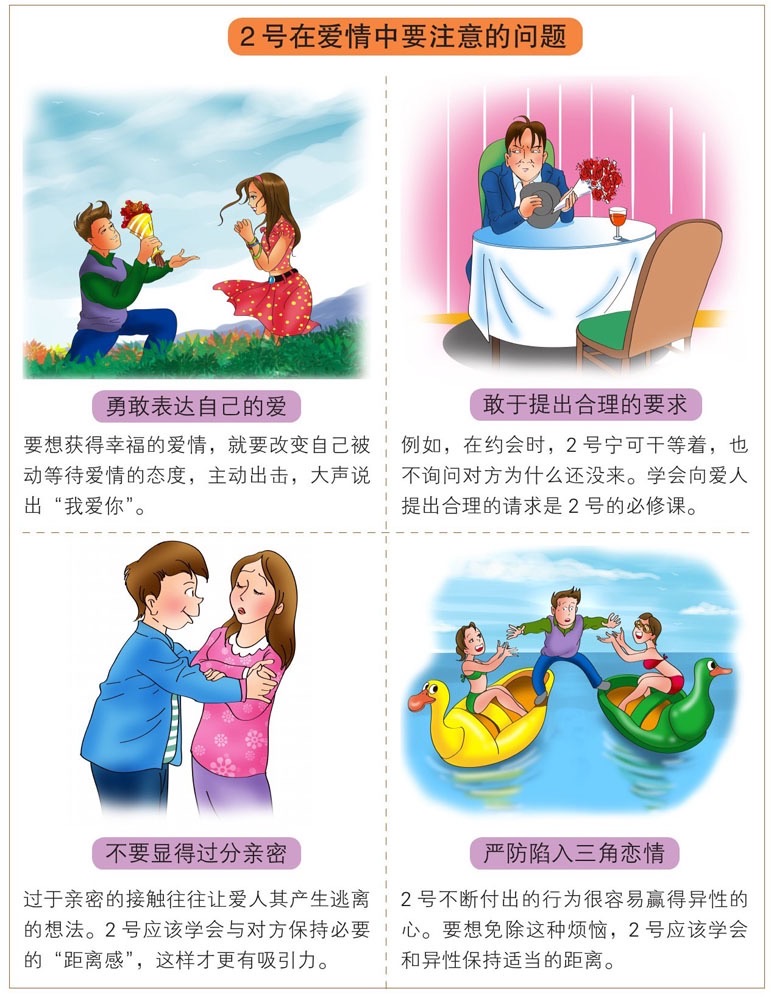 2号在爱情中要注意的问题
勇敢表达自己的爱
要想获得幸福的爱情，就要改变自己被
动等待爱情的态度，主动出击，大声说
出“我爱你”。
敢于提出合理的要求
例如，在约会时，2号宁可干等着，也
不询问对方为什么还没来。学会向爱人
提出合理的请求是2号的必修课。
不要显得过分亲密
过于亲密的接触往往让爱人其产生逃离
的想法。2号应该学会与对方保持必要
的“距离感”，这样才更有吸引力。
严防陷入三角恋情
2号不断付出的行为很容易赢得异性的
心。要想免除这种烦恼，2号应该学会
和异性保持适当的距离。